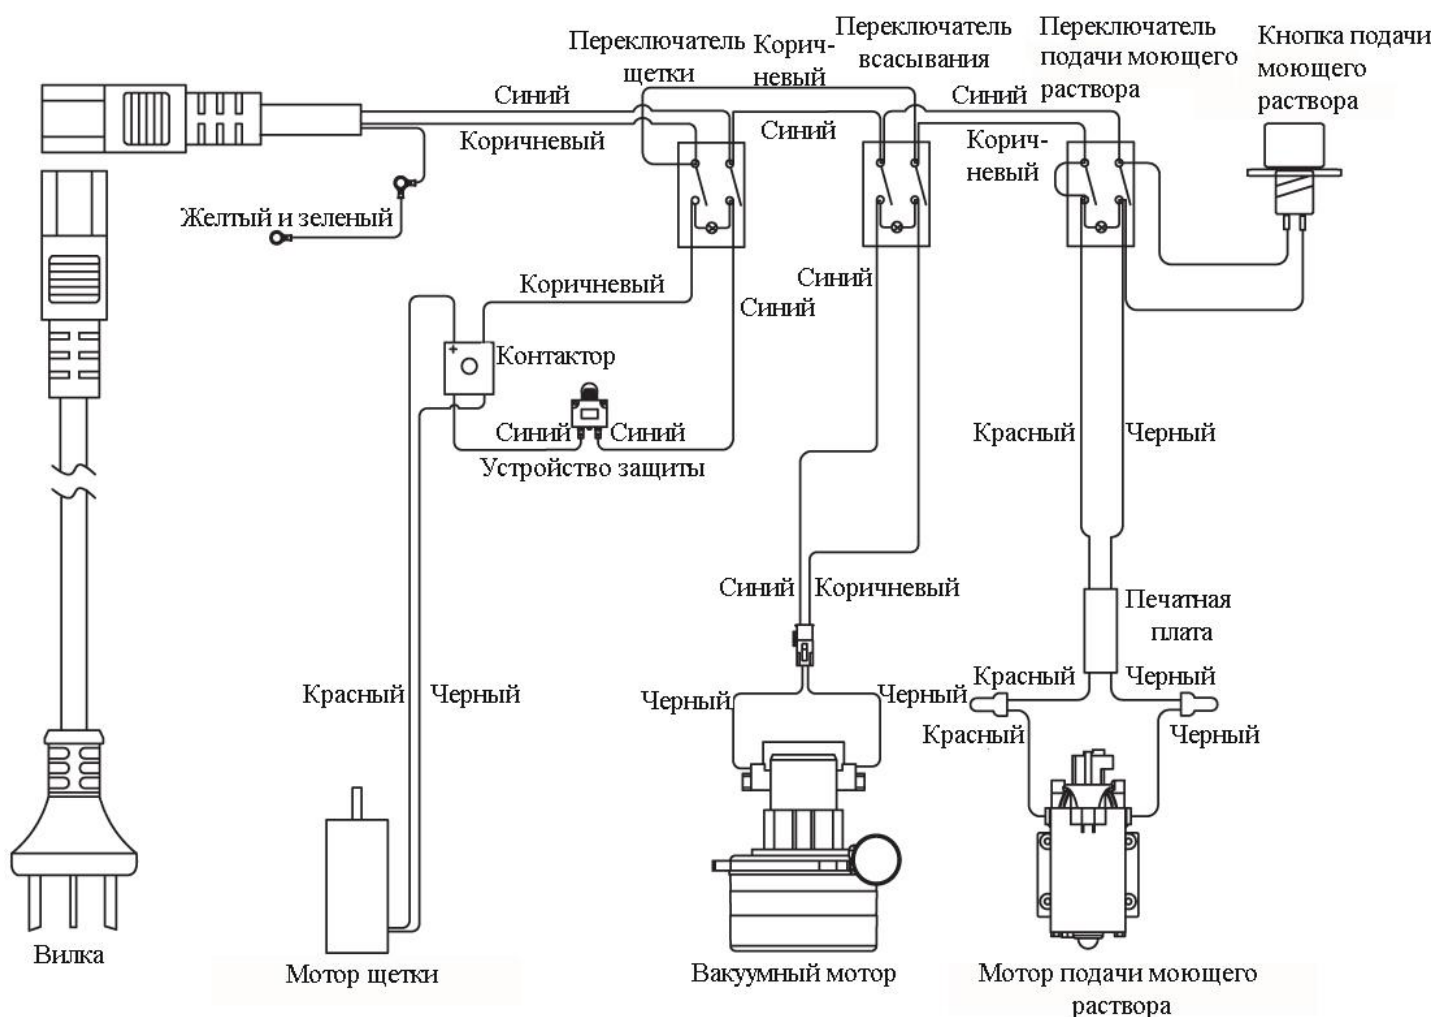 Переключатель
щетки
Корич-
невый
Переключатель
всасывания
Переключатель
подачи моющего
раствора
Кнопка подачи
моющего
раствора
Синий
Коричневый
Синий
Синий
Корич-
невый
Желтый и зеленый
Коричневый
Синий
Синий
Контактор
Синий
Синий
Устройство защиты
Красный
Черный
Синий
Коричневый
Печатная
плата
Красный
Черный
Черный
Черный
Красный
Черный
Красный
Черный
Вилка
Мотор щетки
Вакуумный мотор
Мотор подачи моющего
раствора